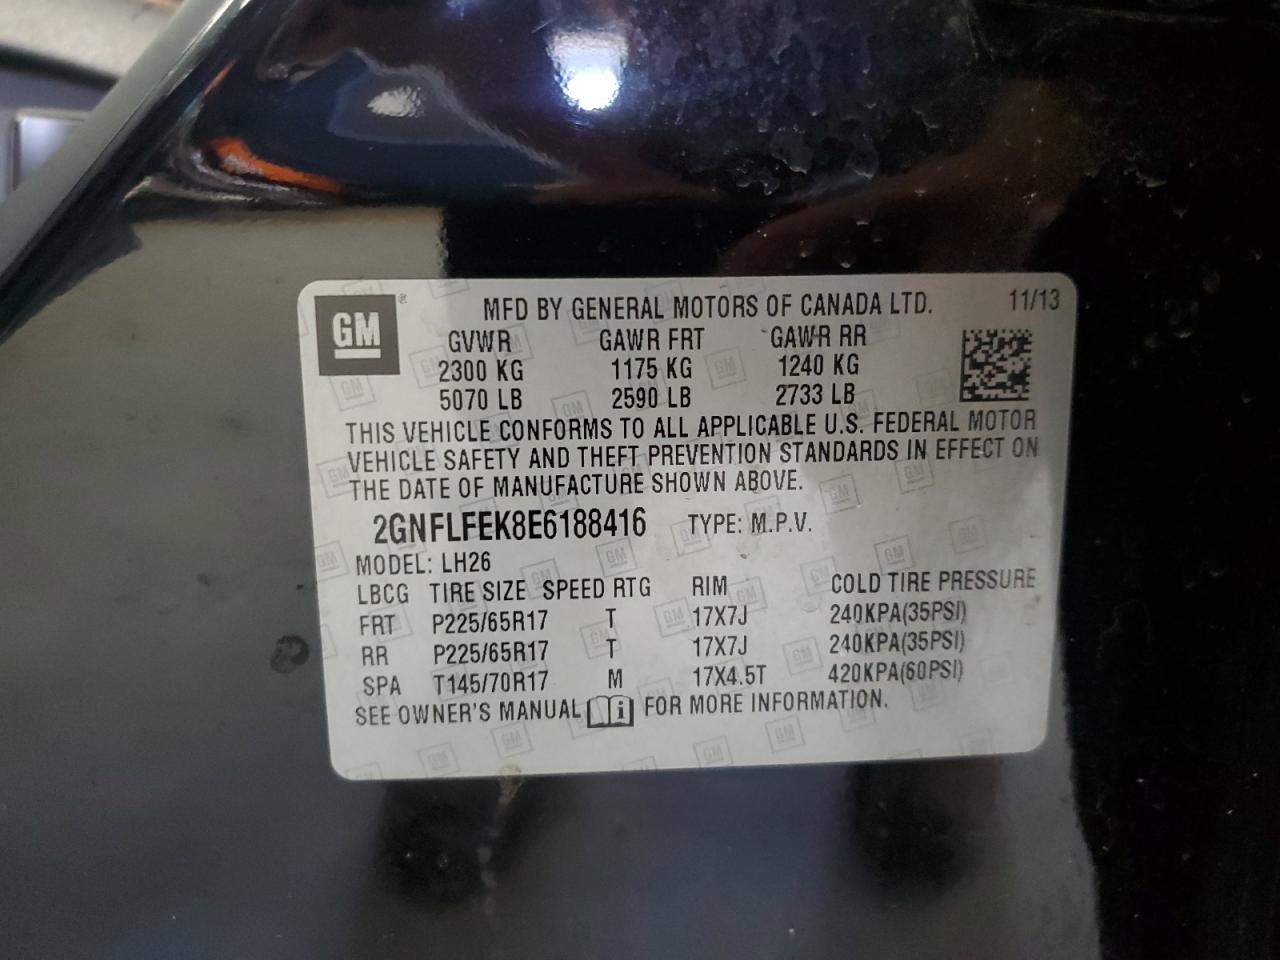 GM®
MFD BY GENERAL MOTORS OF CANADA LTD. 11/13
GVWR GAWR FRT GAWR RR
2300 KG 1175 KG 1240 KG
5070 LB 2590 LB 2733 LB
THIS VEHICLE CONFORMS TO ALL APPLICABLE U.S. FEDERAL MOTOR
VEHICLE SAFETY AND THEFT PREVENTION STANDARDS IN EFFECT ON
THE DATE OF MANUFACTURE SHOWN ABOVE.
2GNFLFEK8E6188416 TYPE: M.P.V.
MODEL: LH26
LBCG TIRE SIZE SPEED RTG RIM COLD TIRE PRESSURE
FRT P225/65R17 T 17X7J 240KPA(35PSI)
RR P225/65R17 T 17X7J 240KPA(35PSI)
SPA T145/70R17 M 17X4.5T 420KPA(60PSI)
SEE OWNER'S MANUAL i FOR MORE INFORMATION.